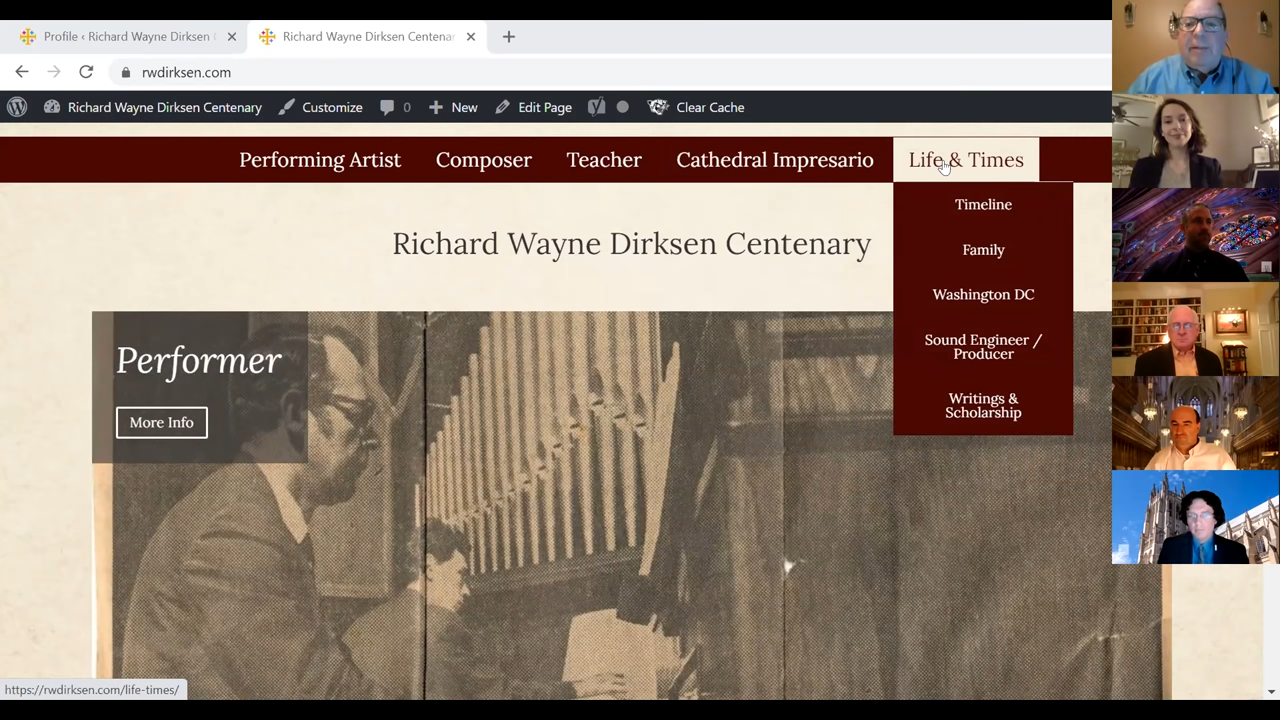 Profile ‹ Richard Wayne Dirksen
Richard Wayne Dirksen Centenar
rwdirksen.com
Richard Wayne Dirksen Centenary Customize 0 New Edit Page Clear Cache
Performing Artist Composer Teacher Cathedral Impresario Life & Times
Timeline
Family
Washington DC
Sound Engineer /
Producer
Writings &
Scholarship
Richard Wayne Dirksen Centenary
Performer
More Info
https://rwdirksen.com/life-times/